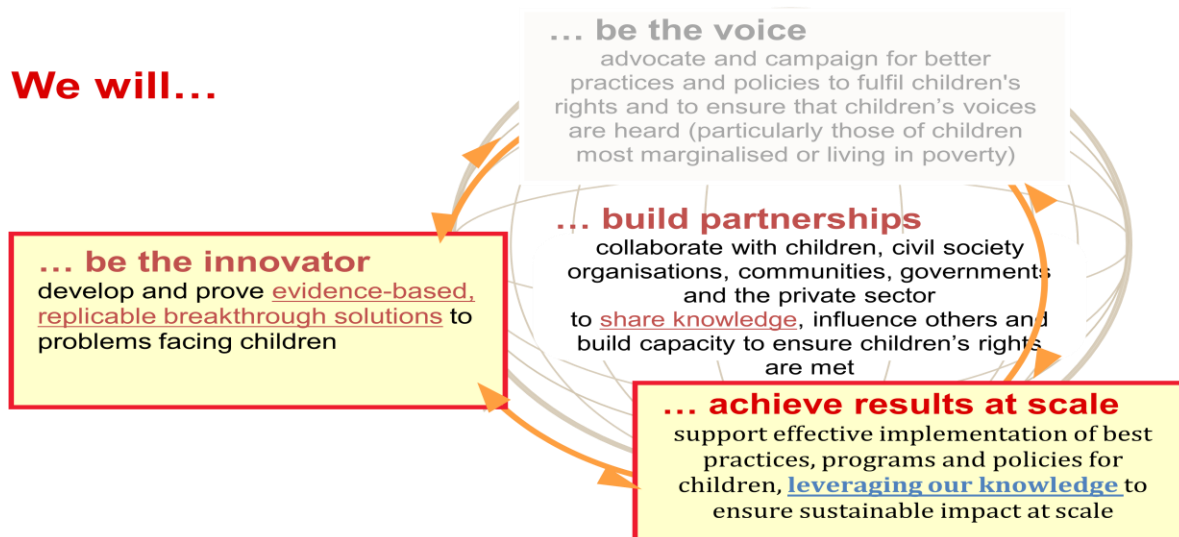 We will...
... be the voice
advocate and campaign for better
practices and policies to fulfil children's
rights and to ensure that children’s voices
are heard (particularly those of children
most marginalised or living in poverty)
... be the innovator
develop and prove evidence-based,
replicable breakthrough solutions to
problems facing children
... build partnerships
collaborate with children, civil society
organisations, communities, governments
and the private sector
to share knowledge, influence others and
build capacity to ensure children’s rights
are met
... achieve results at scale
support effective implementation of best
practices, programs and policies for
children, leveraging our knowledge to
ensure sustainable impact at scale